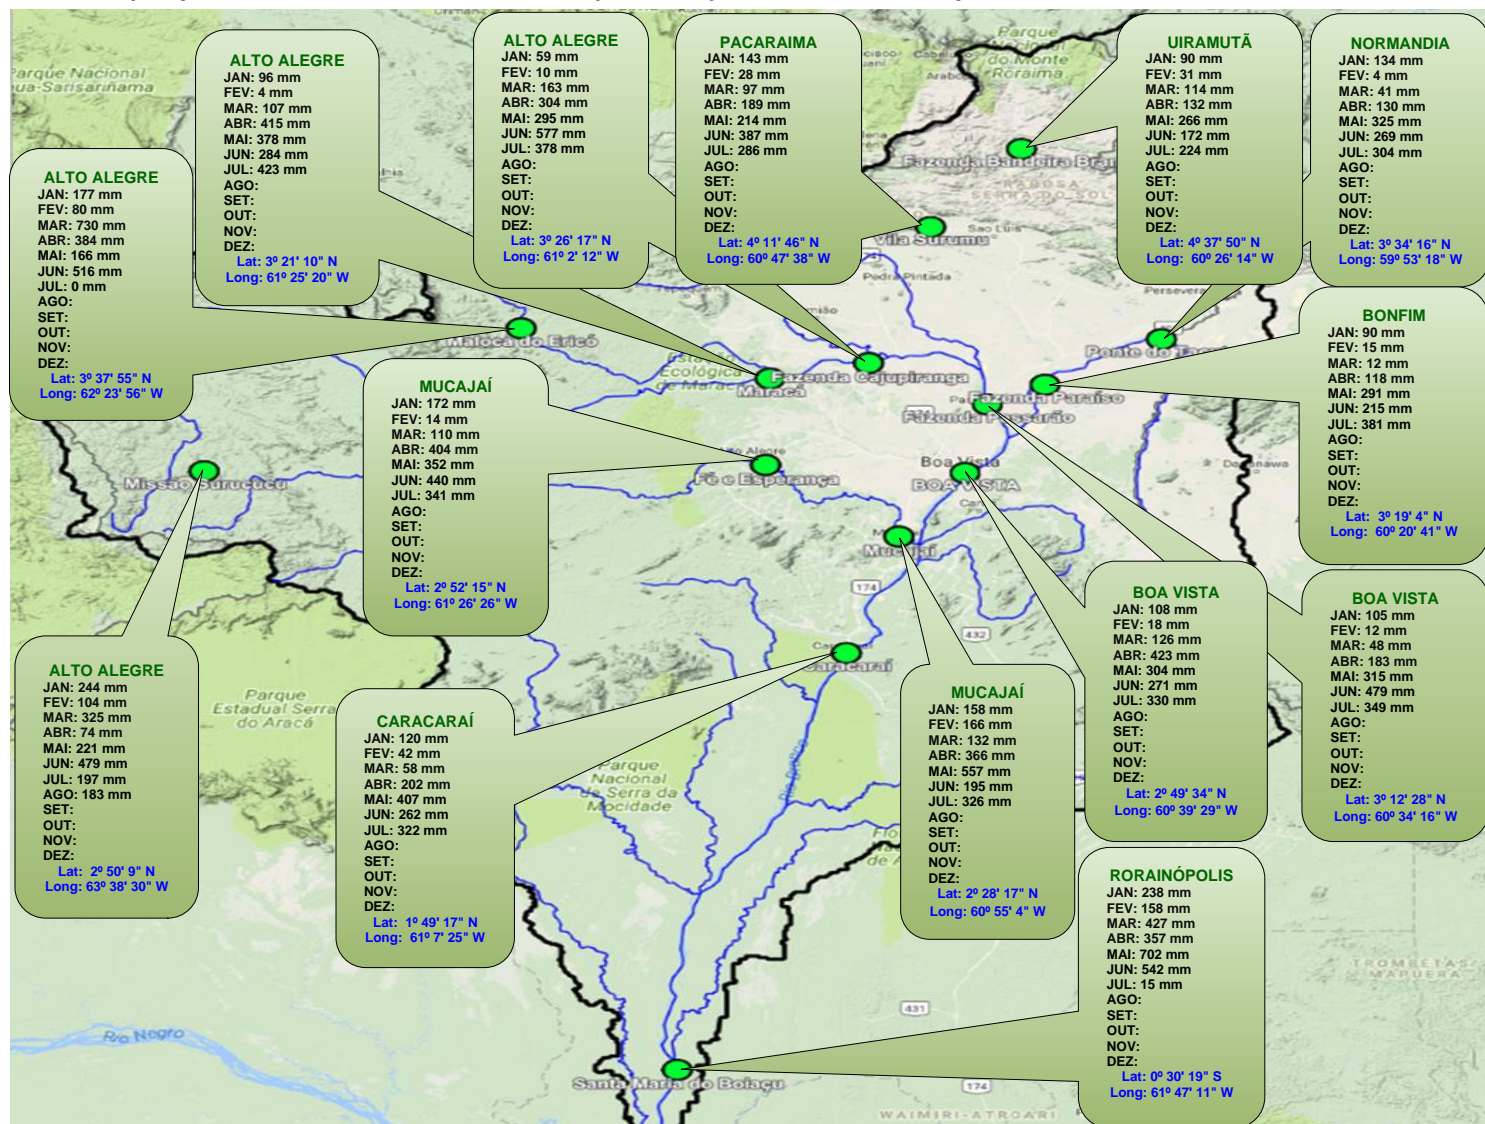 ALTO ALEGRE
JAN: 177 mm
FEV: 80 mm
MAR: 730 mm
ABR: 384 mm
MAI: 166 mm
JUN: 516 mm
JUL: 0 mm
AGO:
SET:
OUT:
NOV:
DEZ:
Lat: 3º 37' 55" N
Long: 62º 23' 56" W
ALTO ALEGRE
JAN: 96 mm
FEV: 4 mm
MAR: 107 mm
ABR: 415 mm
MAI: 378 mm
JUN: 284 mm
JUL: 423 mm
AGO:
SET:
OUT:
NOV:
DEZ:
Lat: 3º 21' 10" N
Long: 61º 25' 20" W
ALTO ALEGRE
JAN: 59 mm
FEV: 10 mm
MAR: 163 mm
ABR: 304 mm
MAI: 295 mm
JUN: 577 mm
JUL: 378 mm
AGO:
SET:
OUT:
NOV:
DEZ:
Lat: 3º 26' 17" N
Long: 61º 2' 12" W
PACARAIMA
JAN: 143 mm
FEV: 28 mm
MAR: 97 mm
ABR: 189 mm
MAI: 214 mm
JUN: 387 mm
JUL: 286 mm
AGO:
SET:
OUT:
NOV:
DEZ:
Lat: 4º 11' 46" N
Long: 60º 47' 38" W
UIRAMUTÃ
JAN: 90 mm
FEV: 31 mm
MAR: 114 mm
ABR: 132 mm
MAI: 266 mm
JUN: 172 mm
JUL: 224 mm
AGO:
SET:
OUT:
NOV:
DEZ:
Lat: 4º 37' 50" N
Long: 60º 26' 14" W
NORMANDIA
JAN: 134 mm
FEV: 4 mm
MAR: 41 mm
ABR: 130 mm
MAI: 325 mm
JUN: 269 mm
JUL: 304 mm
AGO:
SET:
OUT:
NOV:
DEZ:
Lat: 3º 34' 16" N
Long: 59º 53' 18" W
BONFIM
JAN: 90 mm
FEV: 15 mm
MAR: 12 mm
ABR: 118 mm
MAI: 291 mm
JUN: 215 mm
JUL: 381 mm
AGO:
SET:
OUT:
NOV:
DEZ:
Lat: 3º 19' 4" N
Long: 60º 20' 41" W
MUCAJAÍ
JAN: 172 mm
FEV: 14 mm
MAR: 110 mm
ABR: 404 mm
MAI: 352 mm
JUN: 440 mm
JUL: 341 mm
AGO:
SET:
OUT:
NOV:
DEZ:
Lat: 2º 52' 15" N
Long: 61º 26' 26" W
ALTO ALEGRE
JAN: 244 mm
FEV: 104 mm
MAR: 325 mm
ABR: 74 mm
MAI: 221 mm
JUN: 479 mm
JUL: 197 mm
AGO: 183 mm
SET:
OUT:
NOV:
DEZ:
Lat: 2º 50' 9" N
Long: 63º 38' 30" W
CARACARAÍ
JAN: 120 mm
FEV: 42 mm
MAR: 58 mm
ABR: 202 mm
MAI: 407 mm
JUN: 262 mm
JUL: 322 mm
AGO:
SET:
OUT:
NOV:
DEZ:
Lat: 1º 49' 17" N
Long: 61º 7' 25" W
MUCAJAÍ
JAN: 158 mm
FEV: 166 mm
MAR: 132 mm
ABR: 366 mm
MAI: 557 mm
JUN: 195 mm
JUL: 326 mm
AGO:
SET:
OUT:
NOV:
DEZ:
Lat: 2º 28' 17" N
Long: 60º 55' 4" W
BOA VISTA
JAN: 108 mm
FEV: 18 mm
MAR: 126 mm
ABR: 423 mm
MAI: 304 mm
JUN: 271 mm
JUL: 330 mm
AGO:
SET:
OUT:
NOV:
DEZ:
Lat: 2º 49' 34" N
Long: 60º 39' 29" W
BOA VISTA
JAN: 105 mm
FEV: 12 mm
MAR: 48 mm
ABR: 183 mm
MAI: 315 mm
JUN: 479 mm
JUL: 349 mm
AGO:
SET:
OUT:
NOV:
DEZ:
Lat: 3º 12' 28" N
Long: 60º 34' 16" W
RORAINÓPOLIS
JAN: 238 mm
FEV: 158 mm
MAR: 427 mm
ABR: 357 mm
MAI: 702 mm
JUN: 542 mm
JUL: 15 mm
AGO:
SET:
OUT:
NOV:
DEZ:
Lat: 0º 30' 19" S
Long: 61º 47' 11" W
Parque Nacional
Parque
do Monte
Roraima
RAPOSA
SERRA DO SOL
Vila Surumu
Sao Luis
Pedra Pintada
Maloca do Ericó
Ecológica
de Maracá
Maracá
Fazenda Cajupiranga
Fazenda Paraíso
Fazenda Passarão
Fé e Esperança
Boa Vista
BOA VISTA
Missão Surucucu
Mucajaí
174
432
Parque
Estadual Serra
do Aracá
Parque
Nacional
da Serra da
Mocidade
Rio Branco
Rio Negro
431
174
Santa Maria do Boiaçu
TROMBETAS/
MAPUERA
WAIMIRI-ATROARI